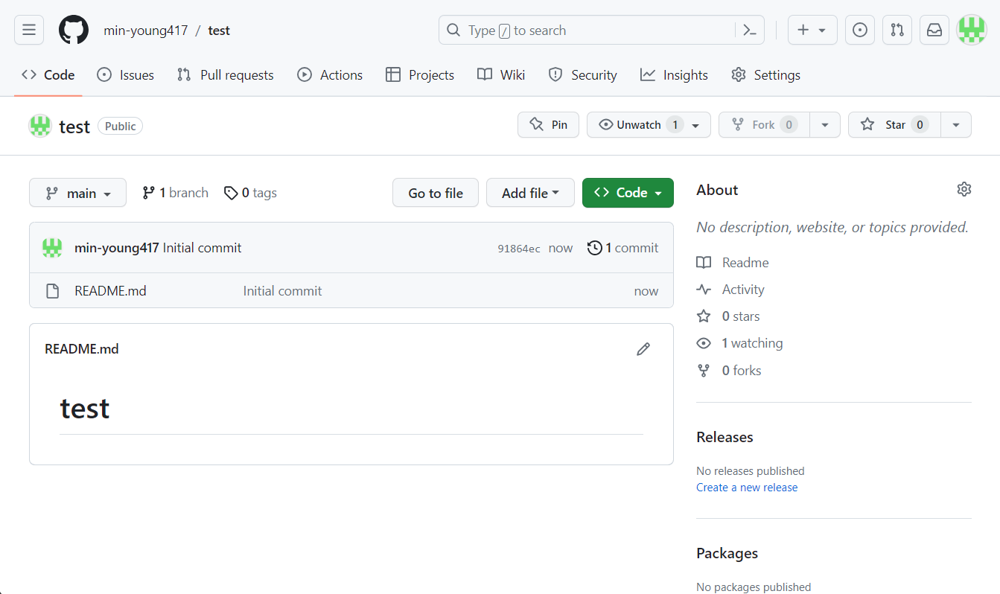 min-young417 / test
Type / to search
Code Issues Pull requests Actions Projects Wiki Security Insights Settings
test Public
Pin Unwatch 1 Fork 0 Star 0
main 1 branch 0 tags Go to file Add file Code
min-young417 Initial commit 91864ec now 1 commit
README.md Initial commit now
README.md
test
About
No description, website, or topics provided.
Readme
Activity
0 stars
1 watching
0 forks
Releases
No releases published
Create a new release
Packages
No packages published